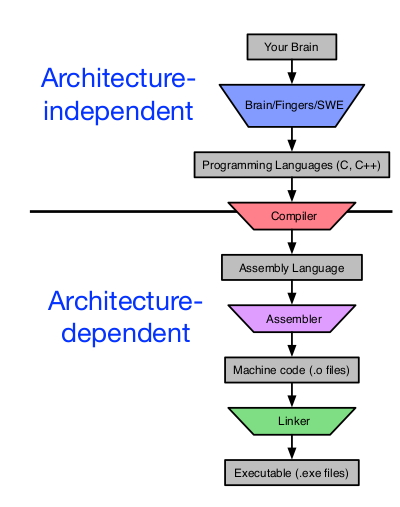 Your Brain
Architecture-
independent
Brain/Fingers/SWE
Programming Languages (C, C++)
Compiler
Assembly Language
Architecture-
dependent
Assembler
Machine code (.o files)
Linker
Executable (.exe files)